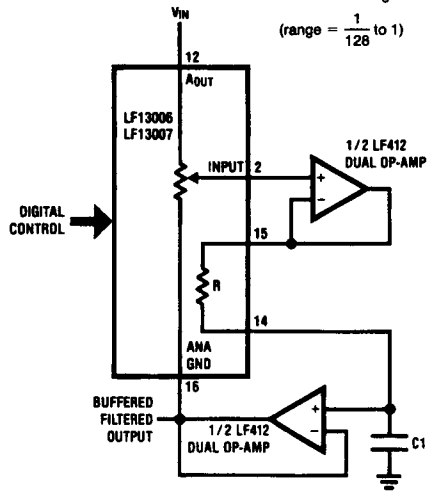 VIN
(range = 1/128 to 1)
12
AOUT
LF13006
LF13007
INPUT 2
1/2 LF412
DUAL OP-AMP
+
−
DIGITAL
CONTROL
15
R
14
ANA
GND
16
BUFFERED
FILTERED
OUTPUT
1/2 LF412
DUAL OP-AMP
+
−
C1